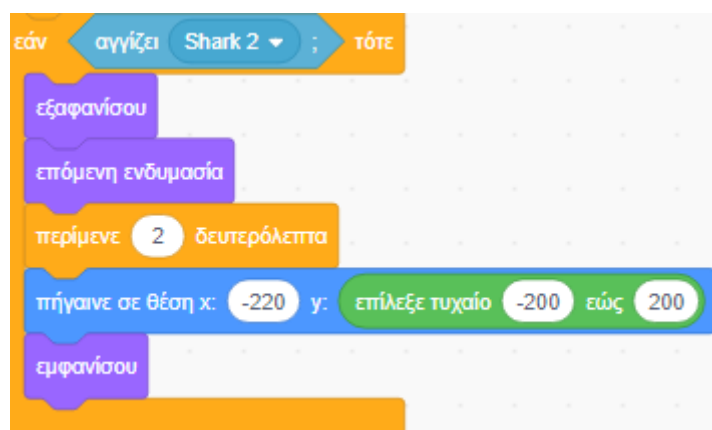 εάν αγγίζει Shark 2 ; τότε
εξαφανίσου
επόμενη ενδυμασία
περίμενε 2 δευτερόλεπτα
πήγαινε σε θέση x: -220 y: επίλεξε τυχαίο -200 εώς 200
εμφανίσου